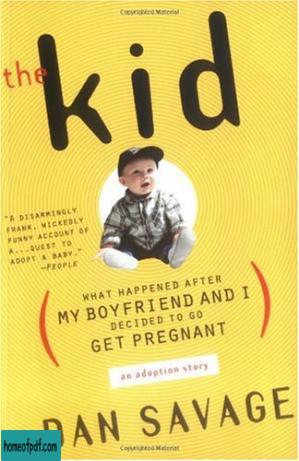 the
kid
"A DISARMINGLY
FRANK, WICKEDLY
FUNNY ACCOUNT OF
A...QUEST TO
ADOPT A BABY."
—PEOPLE
(WHAT HAPPENED AFTER
MY BOYFRIEND AND I
DECIDED TO GO
GET PREGNANT)
an adoption story
DAN SAVAGE
homeofpdf.com